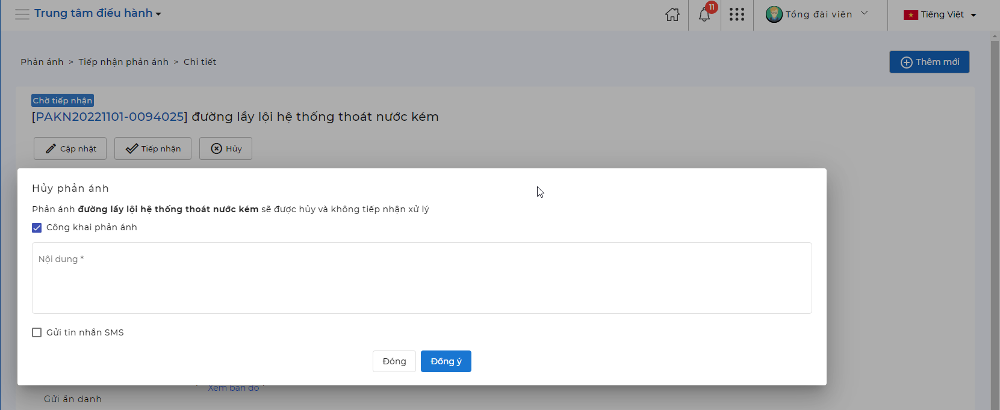 Trung tâm điều hành
11
Tổng đài viên
Tiếng Việt
Phản ánh > Tiếp nhận phản ánh > Chi tiết
Thêm mới
Chờ tiếp nhận
[PAKN20221101-0094025] đường lầy lội hệ thống thoát nước kém
Cập nhật
Tiếp nhận
Hủy
Hủy phản ánh
Phản ánh đường lầy lội hệ thống thoát nước kém sẽ được hủy và không tiếp nhận xử lý
Công khai phản ánh
Nội dung *
Gửi tin nhắn SMS
Đóng
Đồng ý
Xem bản đồ
Gửi ẩn danh